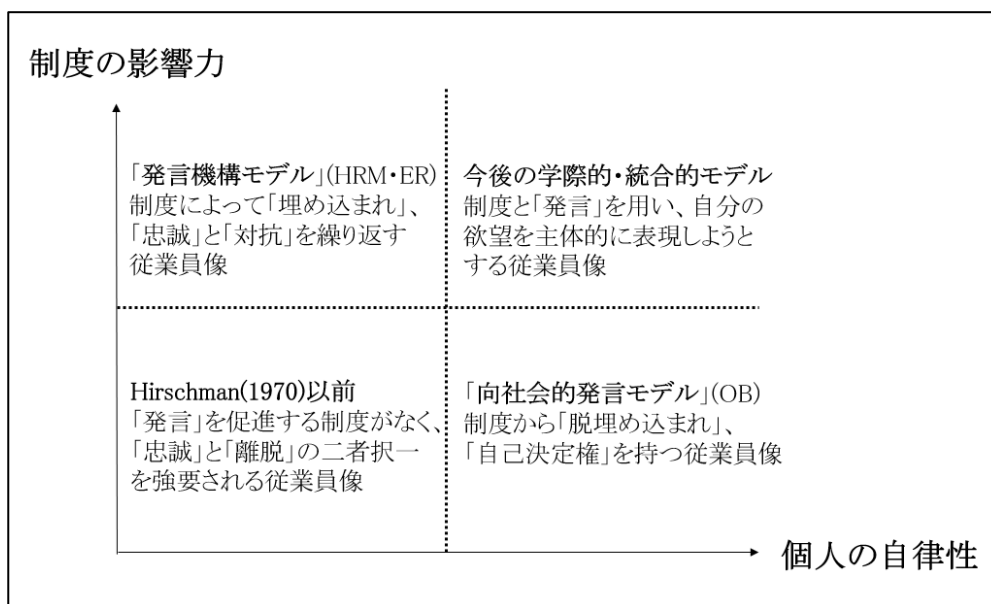 制度の影響力
「発言機構モデル」(HRM・ER)
制度によって「埋め込まれ」、
「忠誠」と「対抗」を繰り返す
従業員像
今後の学際的・統合的モデル
制度と「発言」を用い、自分の
欲望を主体的に表現しようと
する従業員像
Hirschman(1970)以前
「発言」を促進する制度がなく、
「忠誠」と「離脱」の二者択一
を強要される従業員像
「向社会的発言モデル」(OB)
制度から「脱埋め込まれ」、
「自己決定権」を持つ従業員像
個人の自律性